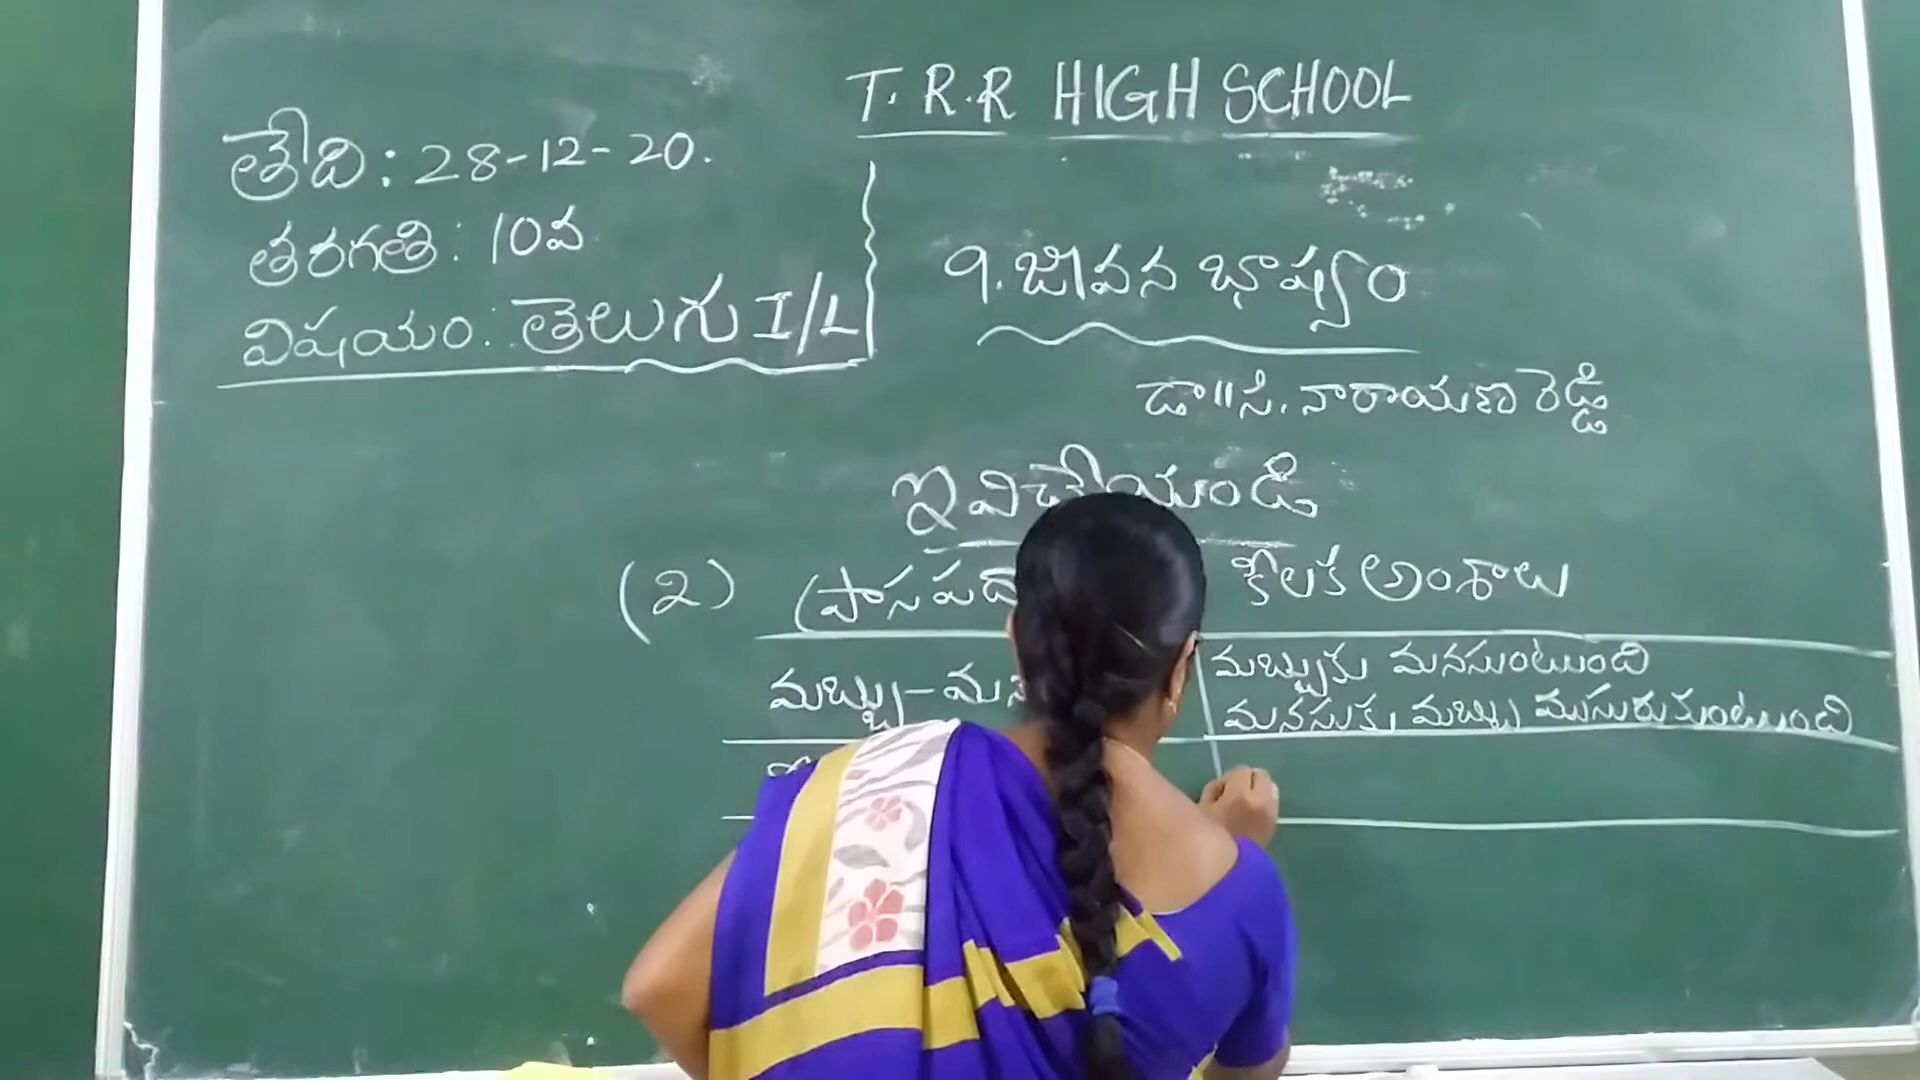 T.R.R HIGH SCHOOL
తేది: 28-12-20.
తరగతి: 10వ
విషయం: తెలుగు I/L
9. జీవన భాష్యం
డా॥సి. నారాయణ రెడ్డి
ఇవిచేయండి
(2) (ప్రాస కీలక అంశాలు
మబ్బు- మబ్బుకు మనసుంటుంది
మనసుకు మబ్బు ముసురుకుంటుంది